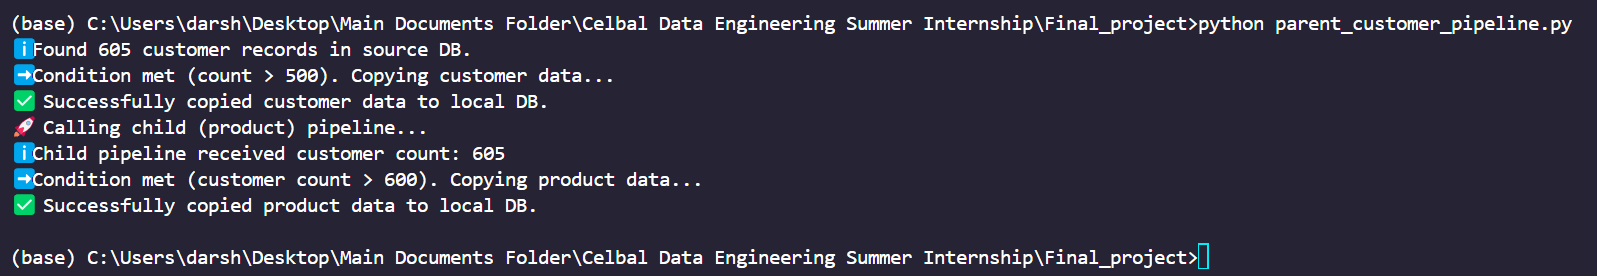 (base) C:\Users\darsh\Desktop\Main Documents Folder\Celbal Data Engineering Summer Internship\Final_project>python parent_customer_pipeline.py
ℹ️Found 605 customer records in source DB.
➡️Condition met (count > 500). Copying customer data...
✅ Successfully copied customer data to local DB.
🚀 Calling child (product) pipeline...
ℹ️Child pipeline received customer count: 605
➡️Condition met (customer count > 600). Copying product data...
✅ Successfully copied product data to local DB.
(base) C:\Users\darsh\Desktop\Main Documents Folder\Celbal Data Engineering Summer Internship\Final_project>